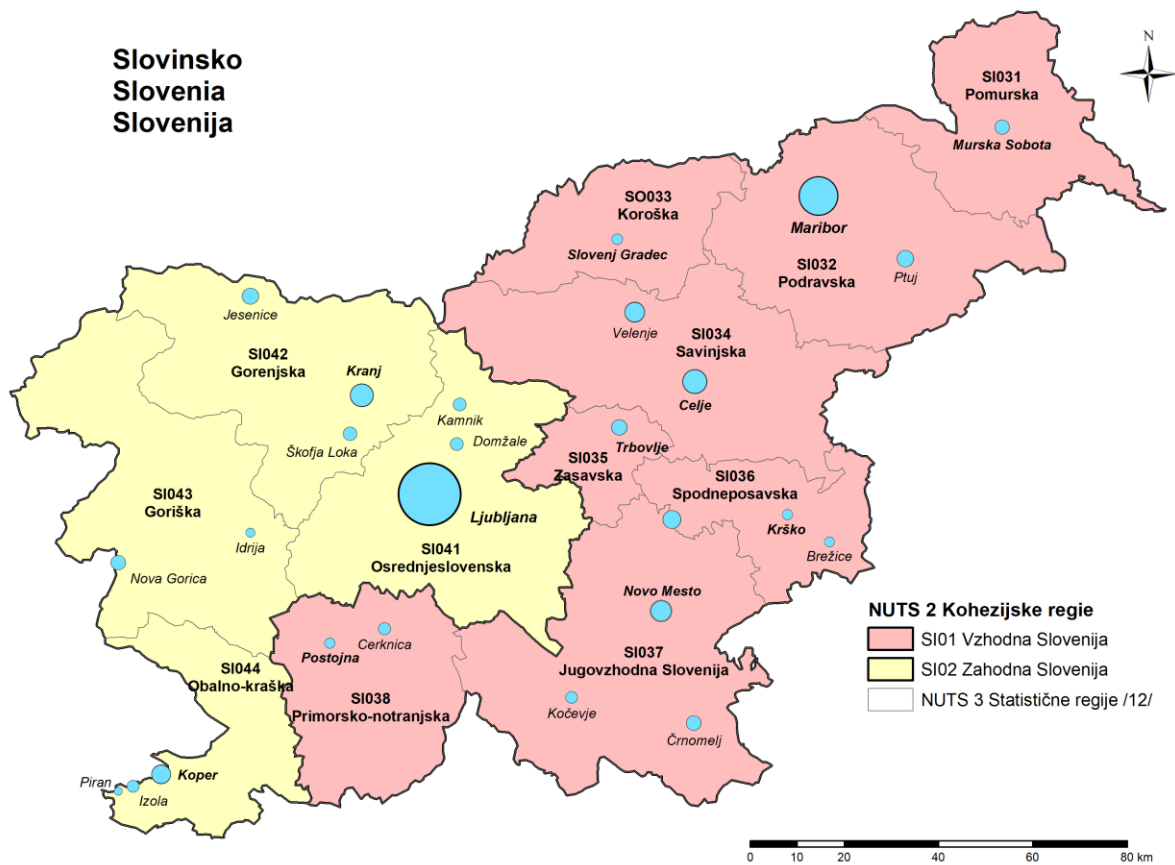 Slovinsko
Slovenia
Slovenija
N
SI031
Pomurska
Murska Sobota
SO033
Koroška
Slovenj Gradec
Maribor
SI032
Podravska
Ptuj
Jesenice
SI042
Gorenjska
Kranj
Škofja Loka
Velenje
SI034
Savinjska
Celje
Kamnik
Domžale
Trbovlje
SI035
Zasavska
SI036
Spodneposavska
Krško
Brežice
SI043
Goriška
Idrija
Nova Gorica
Ljubljana
SI041
Osrednjeslovenska
Novo Mesto
SI037
Jugovzhodna Slovenija
Kočevje
Črnomelj
Postojna
Cerknica
SI038
Primorsko-notranjska
SI044
Obalno-kraška
Koper
Piran
Izola
NUTS 2 Kohezijske regie
SI01 Vzhodna Slovenija
SI02 Zahodna Slovenija
NUTS 3 Statistične regije /12/
0 10 20 40 60 80 km